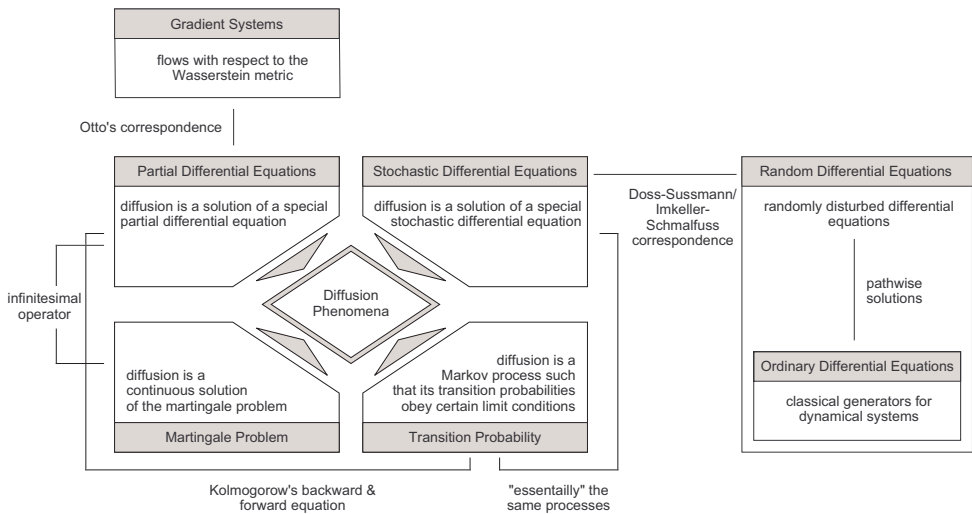 Gradient Systems
flows with respect to the
Wasserstein metric
Otto's correspondence
Partial Differential Equations
diffusion is a solution of a special
partial differential equation
Stochastic Differential Equations
diffusion is a solution of a special
stochastic differential equation
Doss-Sussmann/
Imkeller-
Schmalfuss
correspondence
Random Differential Equations
randomly disturbed differential
equations
pathwise
solutions
Ordinary Differential Equations
classical generators for
dynamical systems
infinitesimal
operator
Diffusion
Phenomena
diffusion is a
continuous solution
of the martingale problem
Martingale Problem
diffusion is a
Markov process such
that its transition probabilities
obey certain limit conditions
Transition Probability
Kolmogorow's backward &
forward equation
"essentailly" the
same processes